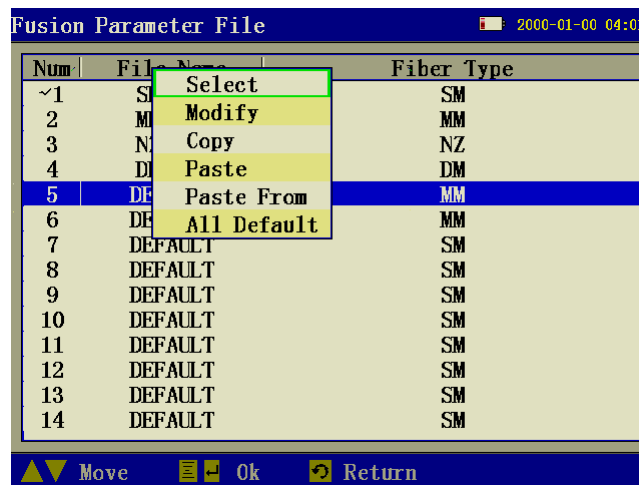 Fusion Parameter File 2000-01-00 04:0
Num File Name Fiber Type
1 SM
2 MM
3 NZ
4 DM
5 MM
6 MM
7 DEFAULT SM
8 DEFAULT SM
9 DEFAULT SM
10 DEFAULT SM
11 DEFAULT SM
12 DEFAULT SM
13 DEFAULT SM
14 DEFAULT SM
Select
Modify
Copy
Paste
Paste From
All Default
Move Ok Return